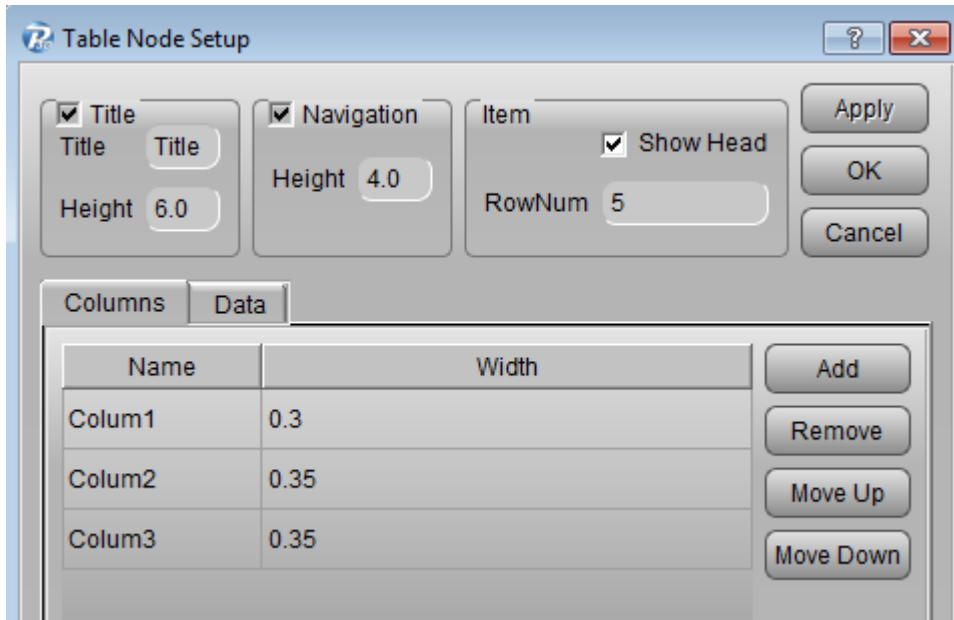 Table Node Setup
Title
Title Title
Height 6.0
Navigation
Height 4.0
Item
Show Head
RowNum 5
Apply
OK
Cancel
Columns Data
Name Width
Colum1 0.3
Colum2 0.35
Colum3 0.35
Add
Remove
Move Up
Move Down